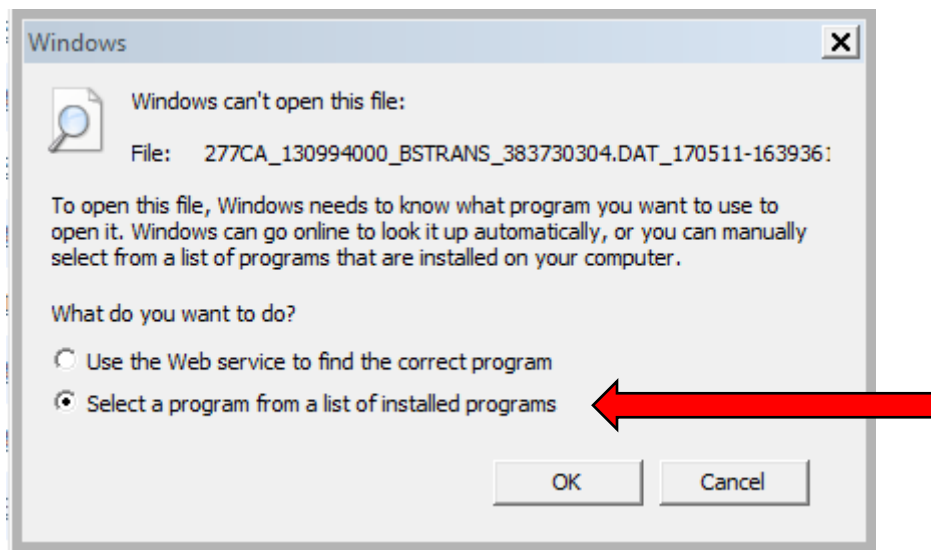 Windows
Windows can't open this file:
File: 277CA_130994000_BSTRANS_383730304.DAT_170511-1639361
To open this file, Windows needs to know what program you want to use to
open it. Windows can go online to look it up automatically, or you can manually
select from a list of programs that are installed on your computer.
What do you want to do?
Use the Web service to find the correct program
Select a program from a list of installed programs
OK
Cancel